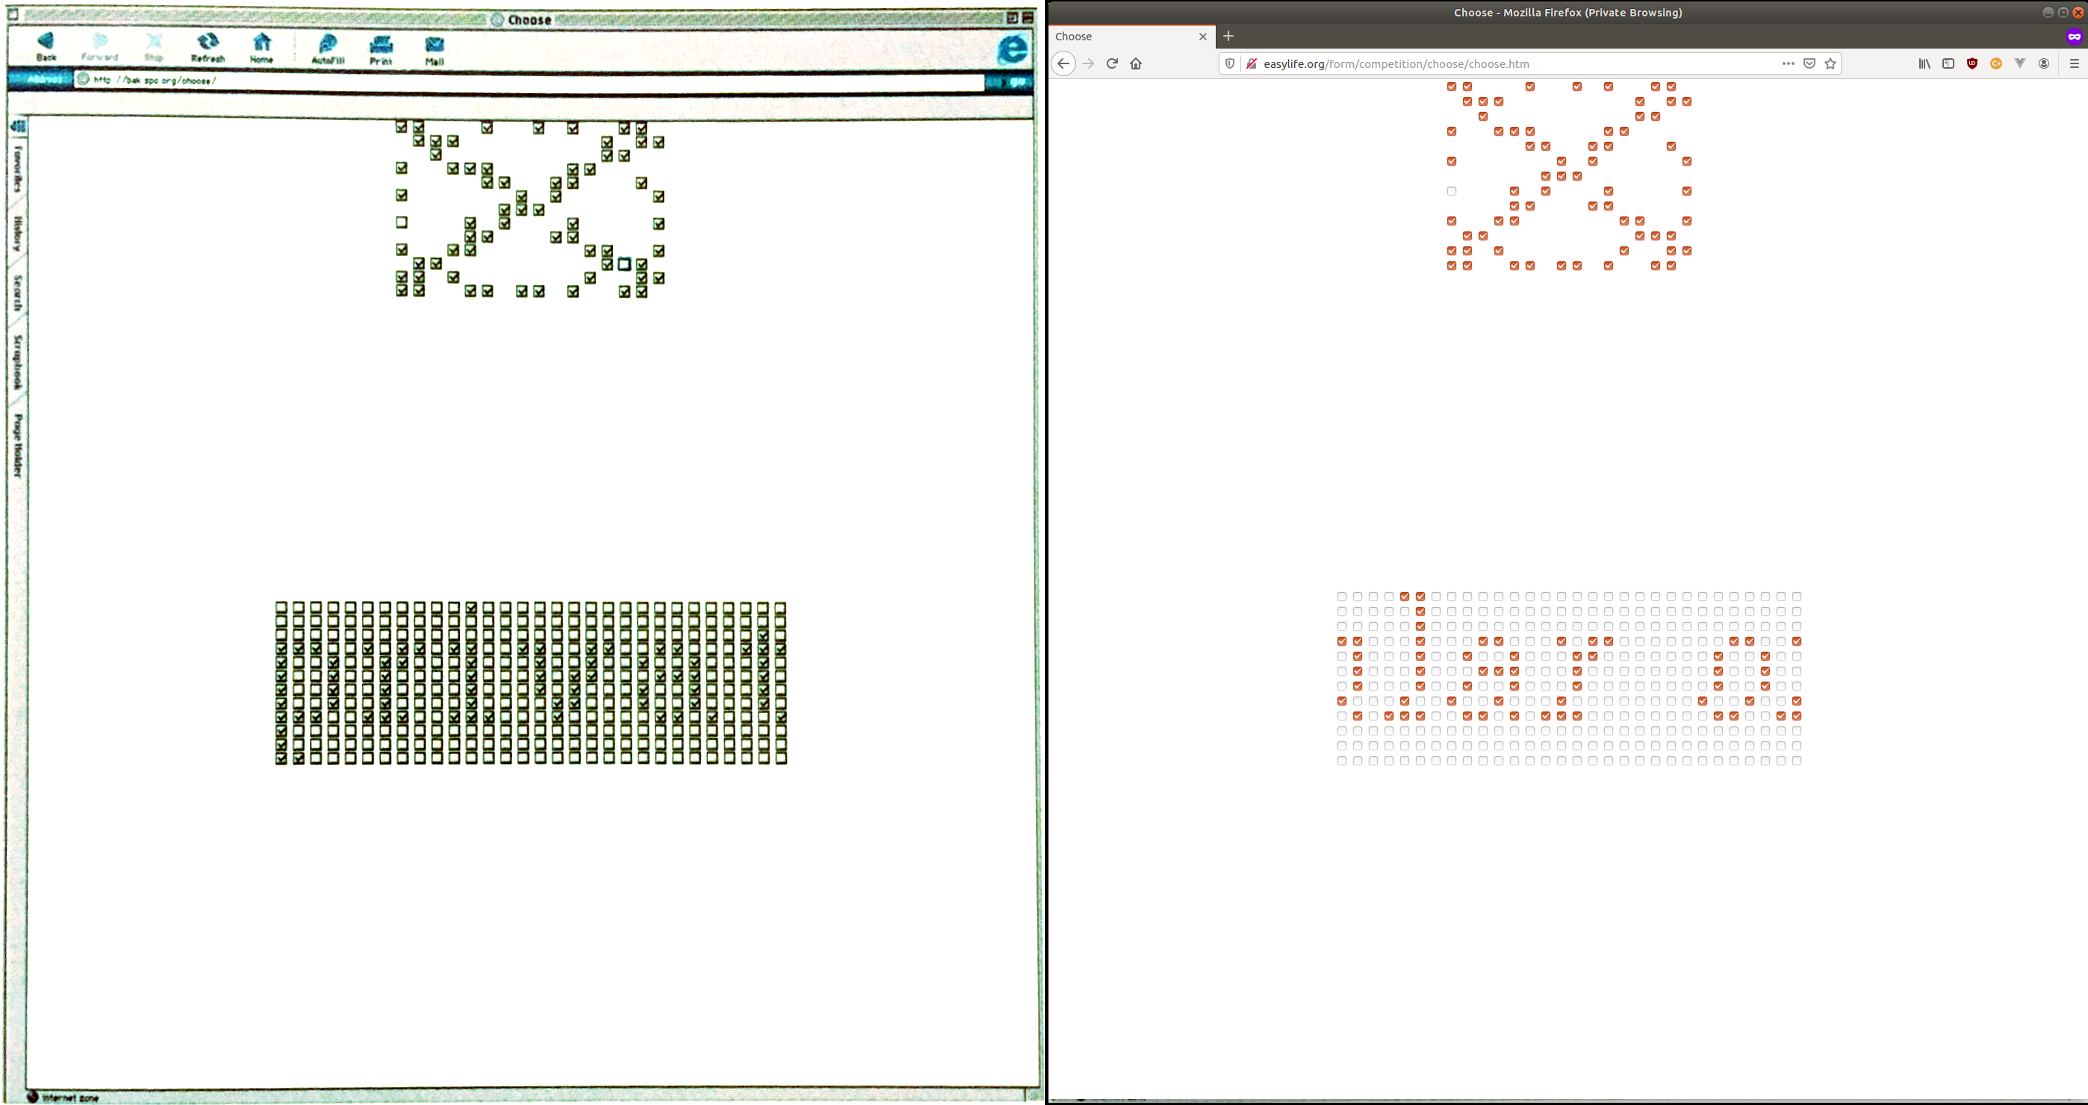 Choose
Back
Forward
Stop
Refresh
Home
AutoFill
Print
Mail
Address
http://bak.spc.org/choose/
go
Favorites
History
Search
Scrapbook
Page Holder
Internet zone
Choose - Mozilla Firefox (Private Browsing)
Choose
easylife.org/form/competition/choose/choose.htm